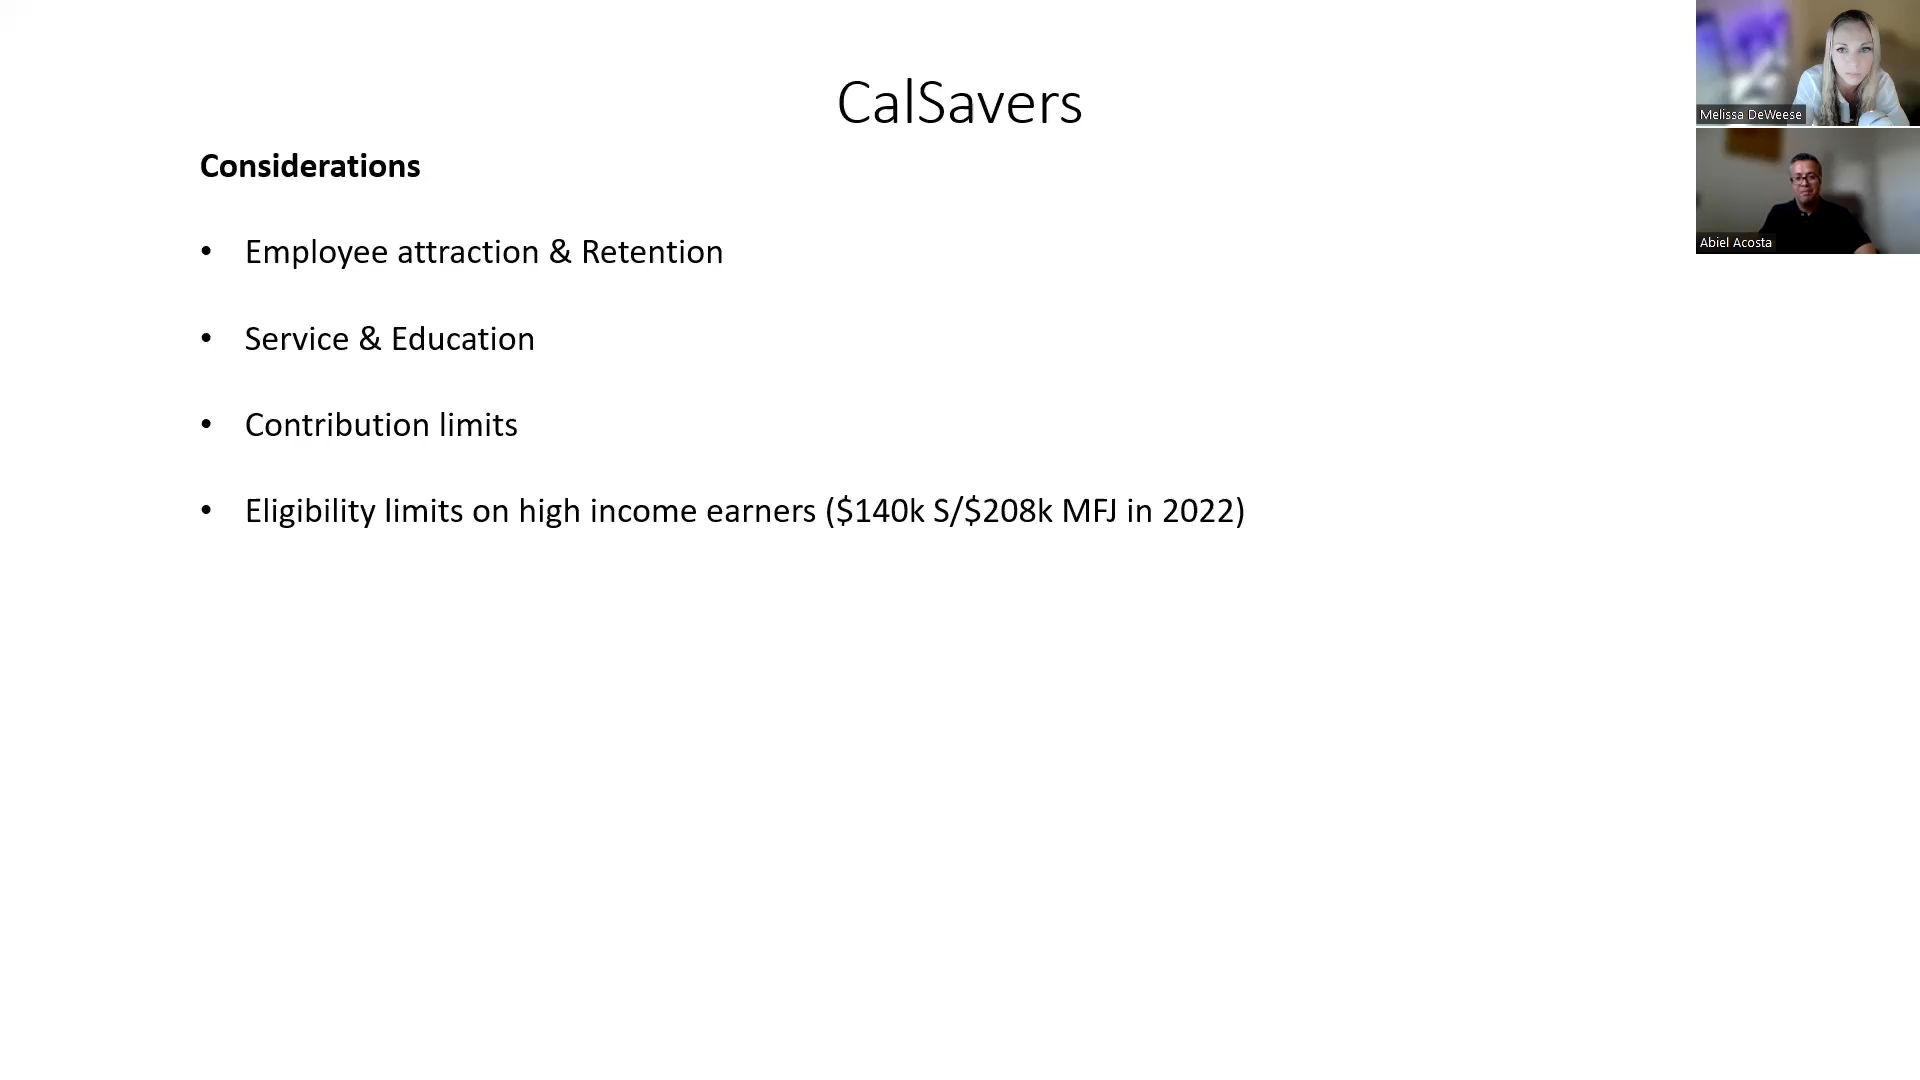 CalSavers
Considerations
• Employee attraction & Retention
• Service & Education
• Contribution limits
• Eligibility limits on high income earners ($140k S/$208k MFJ in 2022)
Melissa DeWeese
Abiel Acosta